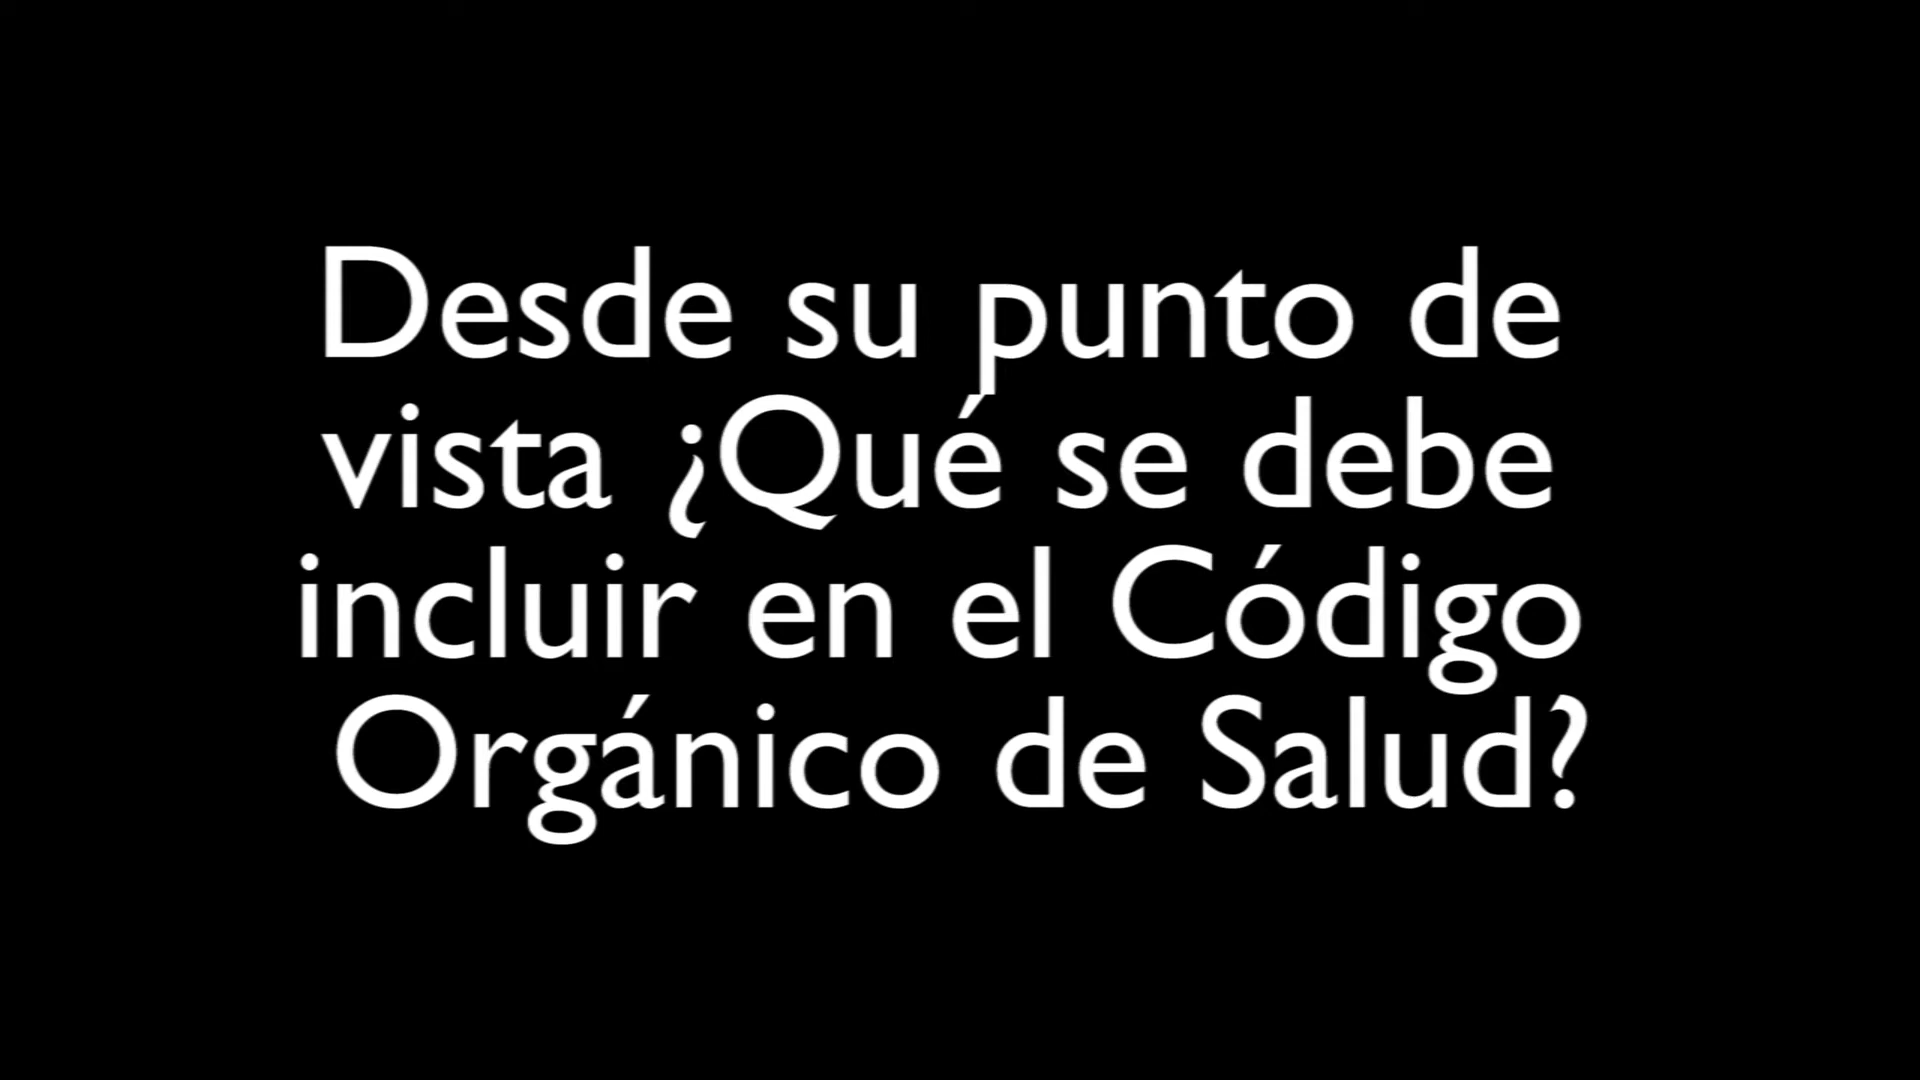 Desde su punto de
vista ¿Qué se debe
incluir en el Código
Orgánico de Salud?